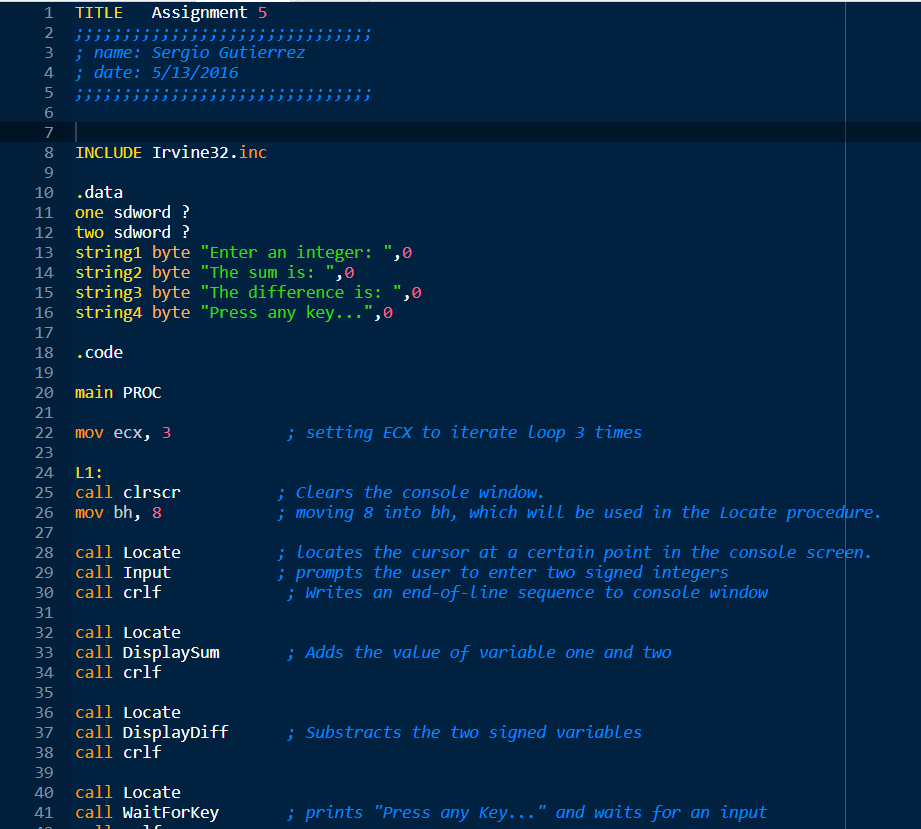 1 TITLE   Assignment 5
2 ;;;;;;;;;;;;;;;;;;;;;;;;;;;;;;;
3 ; name: Sergio Gutierrez
4 ; date: 5/13/2016
5 ;;;;;;;;;;;;;;;;;;;;;;;;;;;;;;;
6
7
8 INCLUDE Irvine32.inc
9
10 .data
11 one sdword ?
12 two sdword ?
13 string1 byte "Enter an integer: ",0
14 string2 byte "The sum is: ",0
15 string3 byte "The difference is: ",0
16 string4 byte "Press any key...",0
17
18 .code
19
20 main PROC
21
22 mov ecx, 3            ; setting ECX to iterate loop 3 times
23
24 L1:
25 call clrscr          ; Clears the console window.
26 mov bh, 8            ; moving 8 into bh, which will be used in the Locate procedure.
27
28 call Locate          ; locates the cursor at a certain point in the console screen.
29 call Input           ; prompts the user to enter two signed integers
30 call crlf             ; Writes an end-of-line sequence to console window
31
32 call Locate
33 call DisplaySum       ; Adds the value of variable one and two
34 call crlf
35
36 call Locate
37 call DisplayDiff      ; Substracts the two signed variables
38 call crlf
39
40 call Locate
41 call WaitForKey       ; prints "Press any Key..." and waits for an input